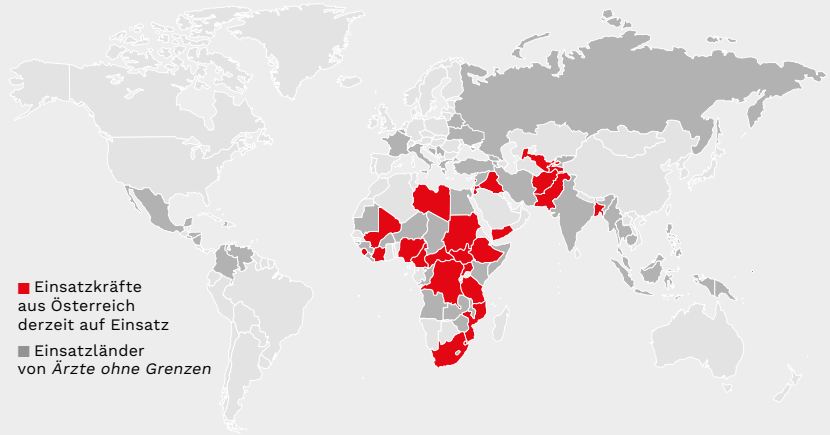 Einsatzkräfte
aus Österreich
derzeit auf Einsatz
Einsatzländer
von Ärzte ohne Grenzen